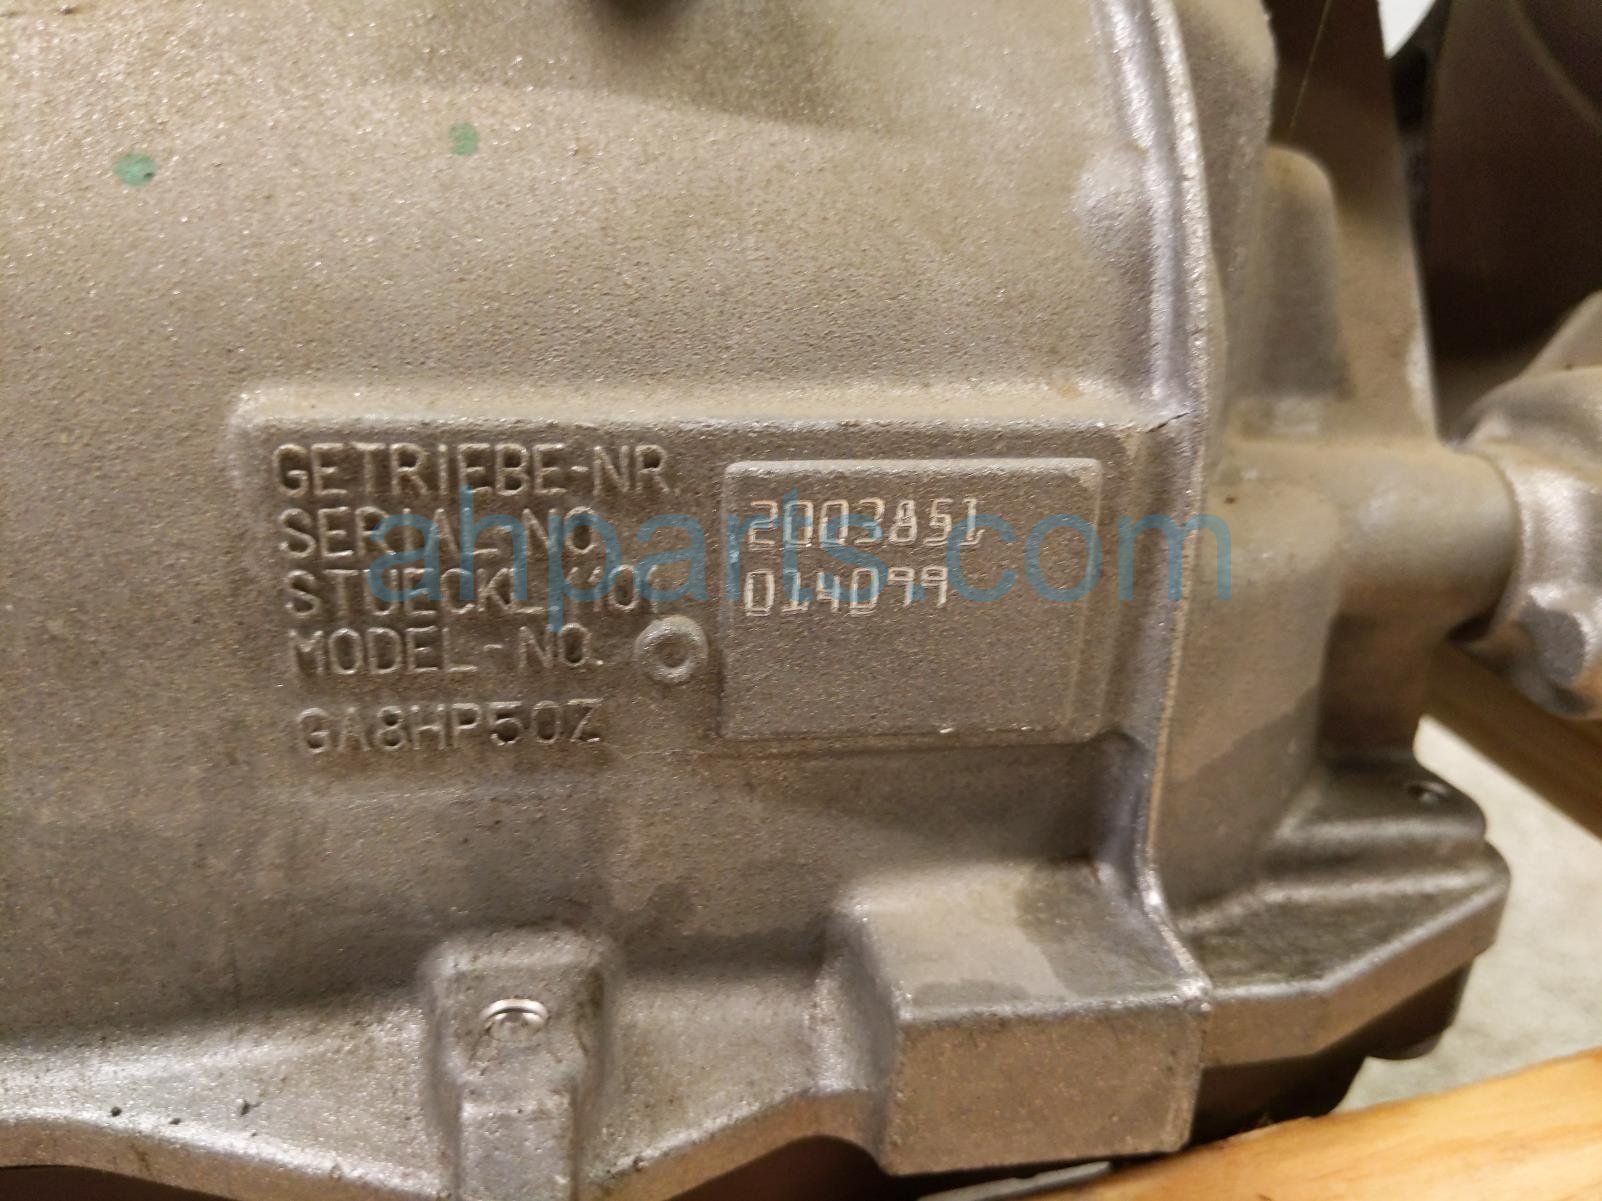 GETRIEBE-NR.
SERIAL-NO. 2003851
STUECKL.-NO. 014099
MODEL-NO.
GA8HP50Z
ahparts.com